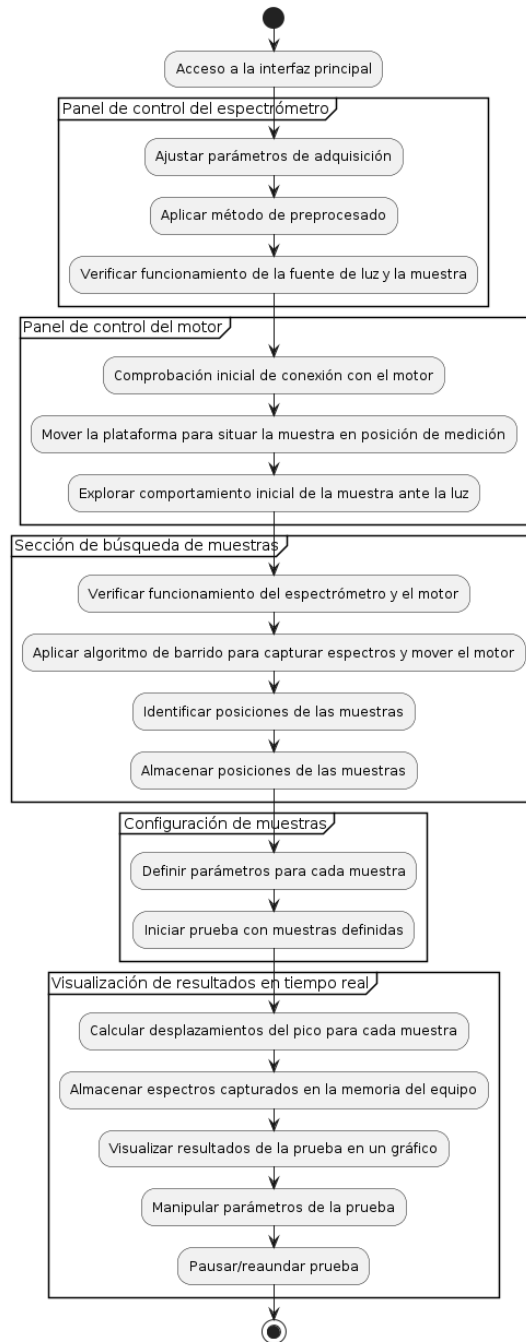 Acceso a la interfaz principal
Panel de control del espectrómetro
Ajustar parámetros de adquisición
Aplicar método de preprocesado
Verificar funcionamiento de la fuente de luz y la muestra
Panel de control del motor
Comprobación inicial de conexión con el motor
Mover la plataforma para situar la muestra en posición de medición
Explorar comportamiento inicial de la muestra ante la luz
Sección de búsqueda de muestras
Verificar funcionamiento del espectrómetro y el motor
Aplicar algoritmo de barrido para capturar espectros y mover el motor
Identificar posiciones de las muestras
Almacenar posiciones de las muestras
Configuración de muestras
Definir parámetros para cada muestra
Iniciar prueba con muestras definidas
Visualización de resultados en tiempo real
Calcular desplazamientos del pico para cada muestra
Almacenar espectros capturados en la memoria del equipo
Visualizar resultados de la prueba en un gráfico
Manipular parámetros de la prueba
Pausar/reaundar prueba